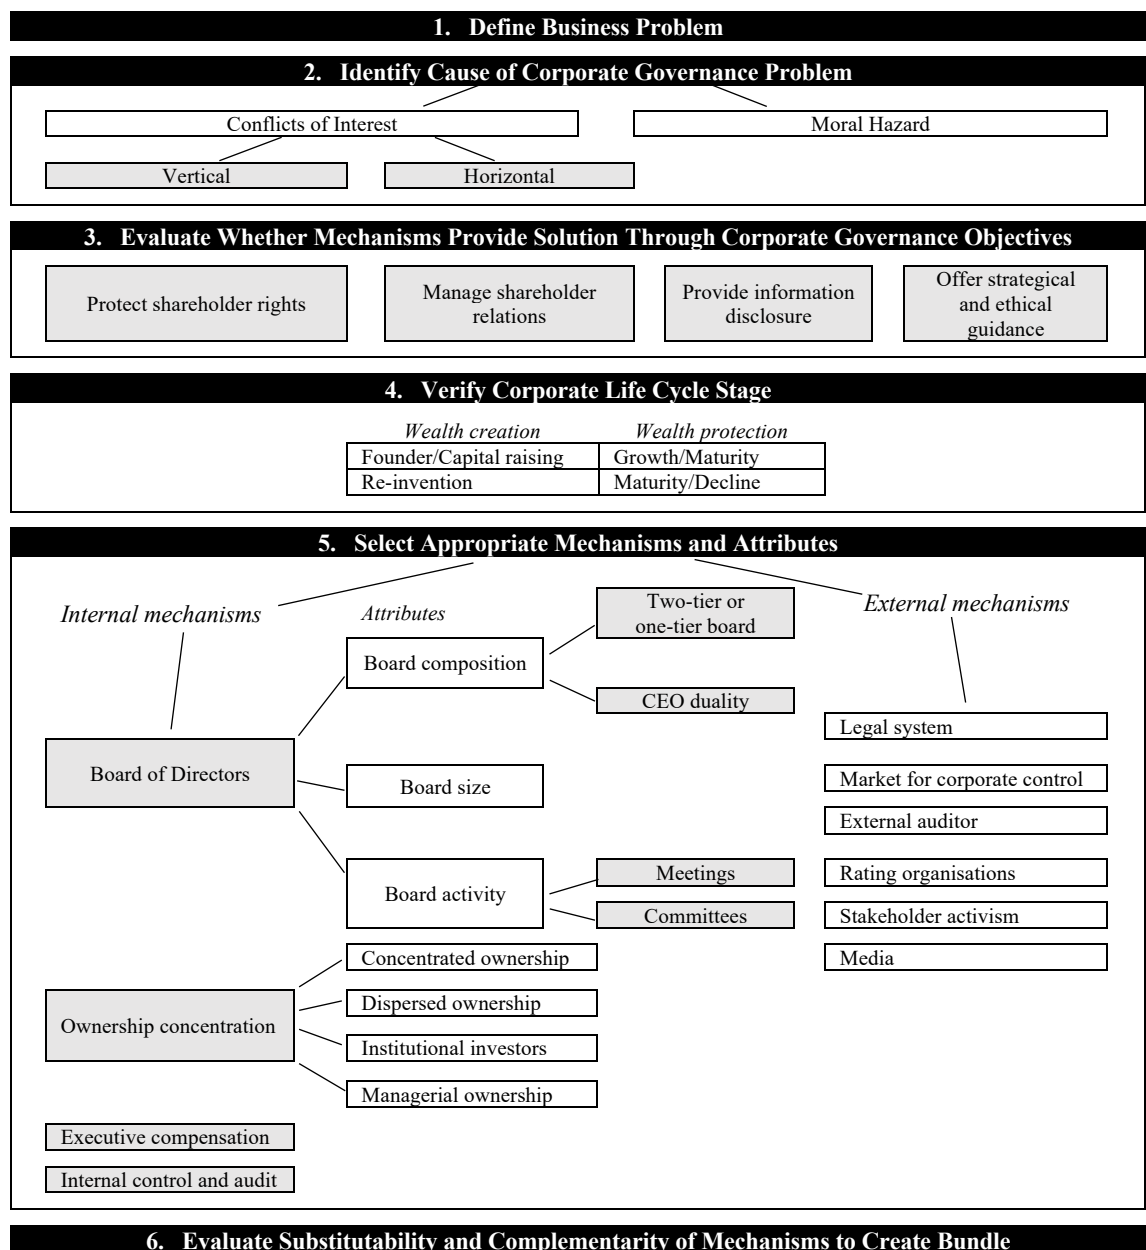 1. Define Business Problem
2. Identify Cause of Corporate Governance Problem
Conflicts of Interest
Moral Hazard
Vertical
Horizontal
3. Evaluate Whether Mechanisms Provide Solution Through Corporate Governance Objectives
Protect shareholder rights
Manage shareholder
relations
Provide information
disclosure
Offer strategical
and ethical
guidance
4. Verify Corporate Life Cycle Stage
Wealth creation
Wealth protection
Founder/Capital raising
Growth/Maturity
Re-invention
Maturity/Decline
5. Select Appropriate Mechanisms and Attributes
Internal mechanisms
Attributes
Two-tier or
one-tier board
External mechanisms
Board composition
CEO duality
Legal system
Board of Directors
Board size
Market for corporate control
External auditor
Board activity
Meetings
Committees
Rating organisations
Stakeholder activism
Media
Concentrated ownership
Ownership concentration
Dispersed ownership
Institutional investors
Managerial ownership
Executive compensation
Internal control and audit
6. Evaluate Substitutability and Complementarity of Mechanisms to Create Bundle